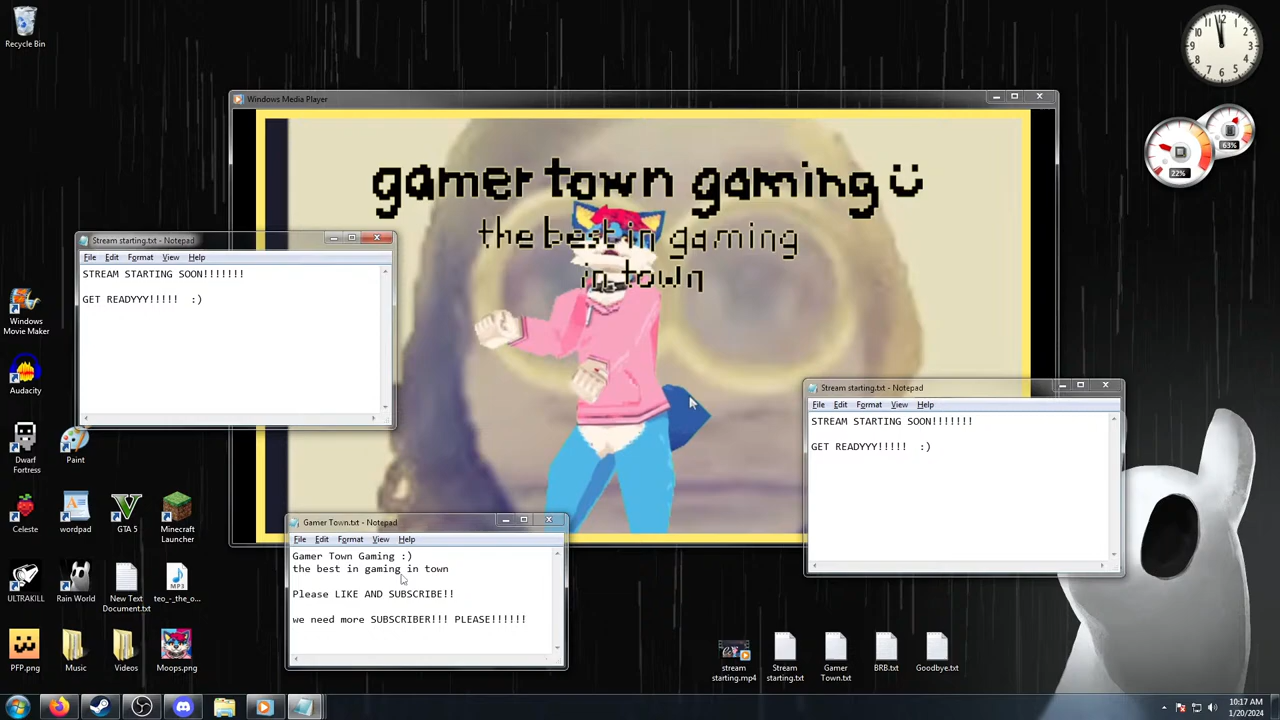 Recycle Bin
Windows Media Player
gamer town gaming :)
the best in gaming
in town
63%
22%
Stream starting.txt - Notepad
File Edit Format View Help
STREAM STARTING SOON!!!!!!!
GET READYYY!!!!!  :)
Stream starting.txt - Notepad
File Edit Format View Help
STREAM STARTING SOON!!!!!!!
GET READYYY!!!!!  :)
Gamer Town.txt - Notepad
File Edit Format View Help
Gamer Town Gaming :)
the best in gaming in town
Please LIKE AND SUBSCRIBE!!
we need more SUBSCRIBER!!! PLEASE!!!!!!
Windows
Movie Maker
Audacity
Dwarf
Fortress
Paint
Celeste
wordpad
GTA 5
Minecraft
Launcher
ULTRAKILL
Rain World
New Text
Document.txt
MP3
teo_-_the_o...
PFP.png
Music
Videos
Moops.png
stream
starting.mp4
Stream
starting.txt
Gamer
Town.txt
BRB.txt
Goodbye.txt
10:17 AM
1/20/2024